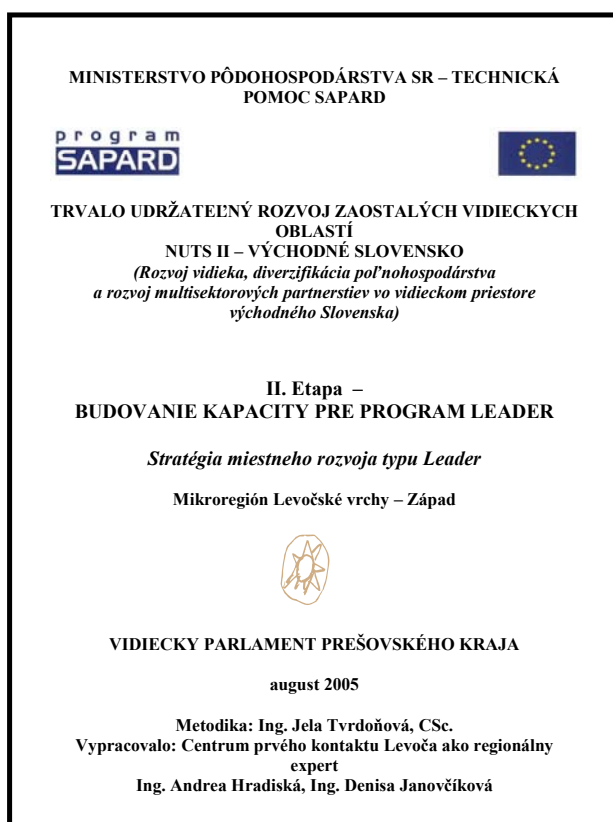 MINISTERSTVO PÔDOHOSPODÁRSTVA SR – TECHNICKÁ
POMOC SAPARD
program
SAPARD
TRVALO UDRŽATEĽNÝ ROZVOJ ZAOSTALÝCH VIDIECKYCH
OBLASTÍ
NUTS II – VÝCHODNÉ SLOVENSKO
(Rozvoj vidieka, diverzifikácia poľnohospodárstva
a rozvoj multisektorových partnerstiev vo vidieckom priestore
východného Slovenska)
II. Etapa –
BUDOVANIE KAPACITY PRE PROGRAM LEADER
Stratégia miestneho rozvoja typu Leader
Mikroregión Levočské vrchy – Západ
VIDIECKY PARLAMENT PREŠOVSKÉHO KRAJA
august 2005
Metodika: Ing. Jela Tvrdoňová, CSc.
Vypracovalo: Centrum prvého kontaktu Levoča ako regionálny
expert
Ing. Andrea Hradiská, Ing. Denisa Janovčíková